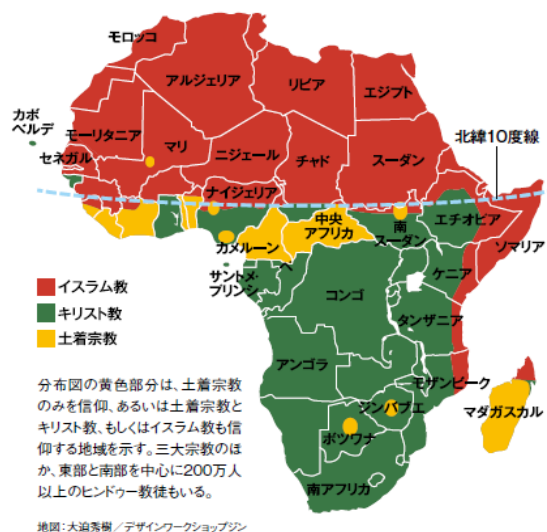 モロッコ
アルジェリア
リビア
エジプト
カボ
ベルデ
北緯10度線
モーリタニア
マリ
セネガル
ニジェール
チャド
スーダン
ナイジェリア
中央
アフリカ
南
スーダン
エチオピア
カメルーン
ソマリア
サントメ・
プリンシペ
ケニア
イスラム教
キリスト教
土着宗教
コンゴ
タンザニア
アンゴラ
モザンビーク
ジンバブエ
マダガスカル
ボツワナ
南アフリカ
分布図の黄色部分は、土着宗教
のみを信仰、あるいは土着宗教と
キリスト教、もしくはイスラム教も信
仰する地域を示す。三大宗教のほ
か、東部と南部を中心に200万人
以上のヒンドゥー教徒もいる。
地図:大迫秀樹/デザインワークショップジン